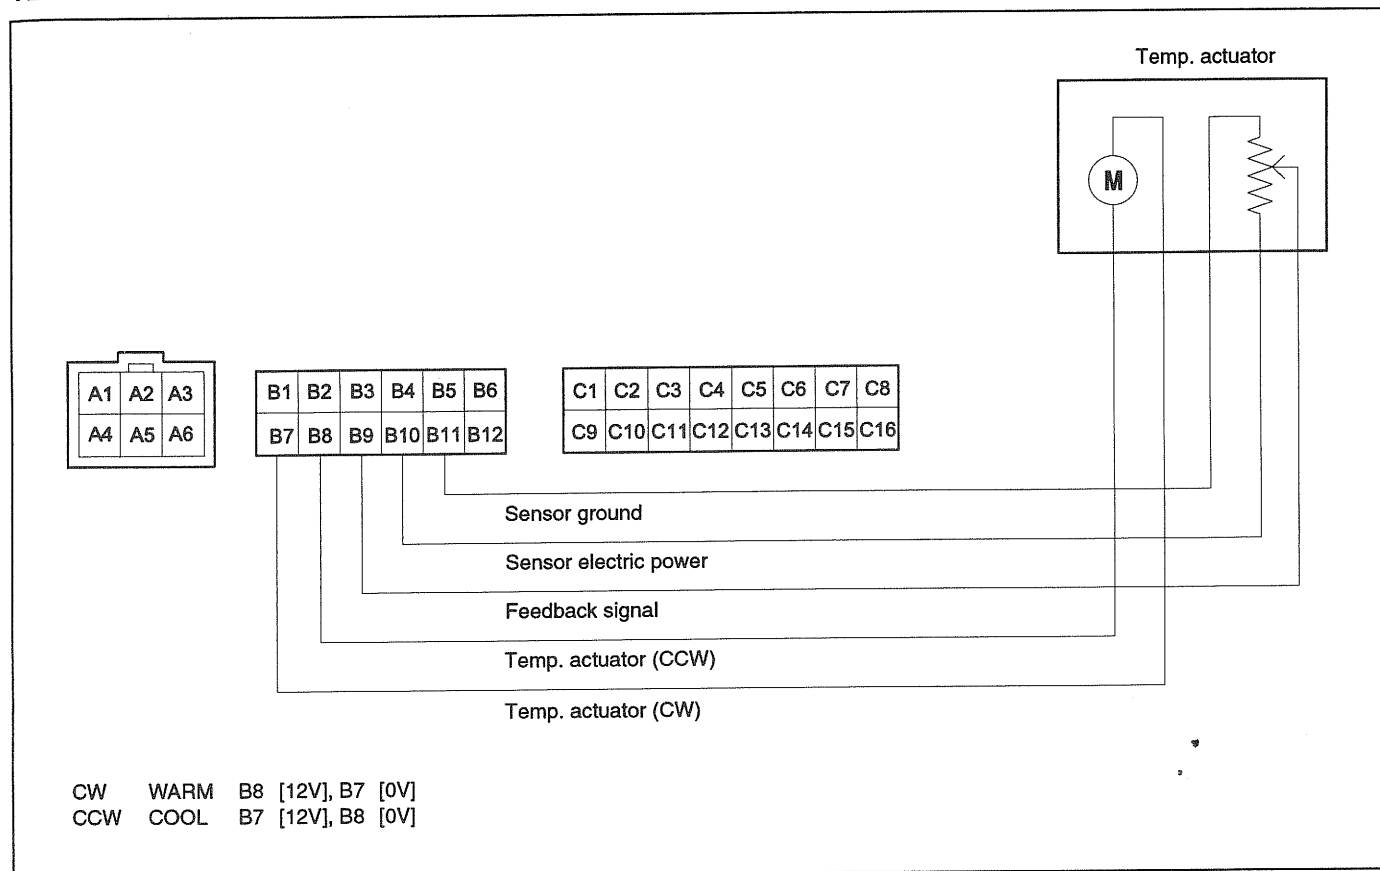 Temp. actuator
M
A1 A2 A3
A4 A5 A6
B1 B2 B3 B4 B5 B6
B7 B8 B9 B10 B11 B12
C1 C2 C3 C4 C5 C6 C7 C8
C9 C10 C11 C12 C13 C14 C15 C16
Sensor ground
Sensor electric power
Feedback signal
Temp. actuator (CCW)
Temp. actuator (CW)
CW WARM B8 [12V], B7 [0V]
CCW COOL B7 [12V], B8 [0V]